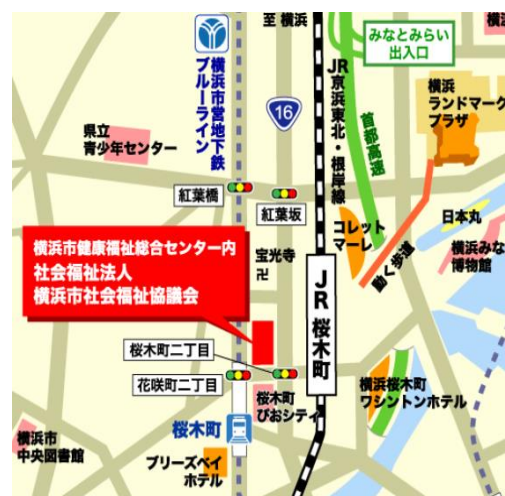 至 横浜
みなとみらい
出入口
横浜市営地下鉄
ブルーライン
16
JR
京浜東北・根岸線
首都高速
横浜
ランドマーク
プラザ
県立
青少年センター
紅葉橋
紅葉坂
コレット
マーレ
日本丸
動く歩道
横浜みな
博物館
横浜市健康福祉総合センター内
社会福祉法人
横浜市社会福祉協議会
宝光寺
卍
JR 桜木町
桜木町二丁目
花咲町二丁目
桜木町
ぴおシティ
横浜桜木町
ワシントンホテル
横浜市
中央図書館
桜木町
ブリーズベイ
ホテル